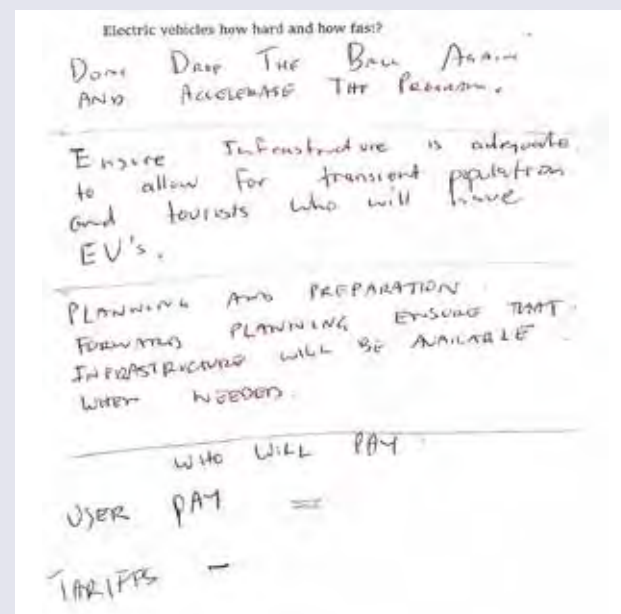 Electric vehicles how hard and how fast?
DONT DROP THE BALL AGAIN
AND ACCELERATE THE PROGRAM.
Ensure Infrastructure is adequate
to allow for transient population
and tourists who will have
EV's.
PLANNING AND PREPARATION
FORWARD PLANNING ENSURE THAT
INFRASTRUCTURE WILL BE AVAILABLE
WHEN NEEDED.
WHO WILL PAY
USER PAY =
TARIFFS -